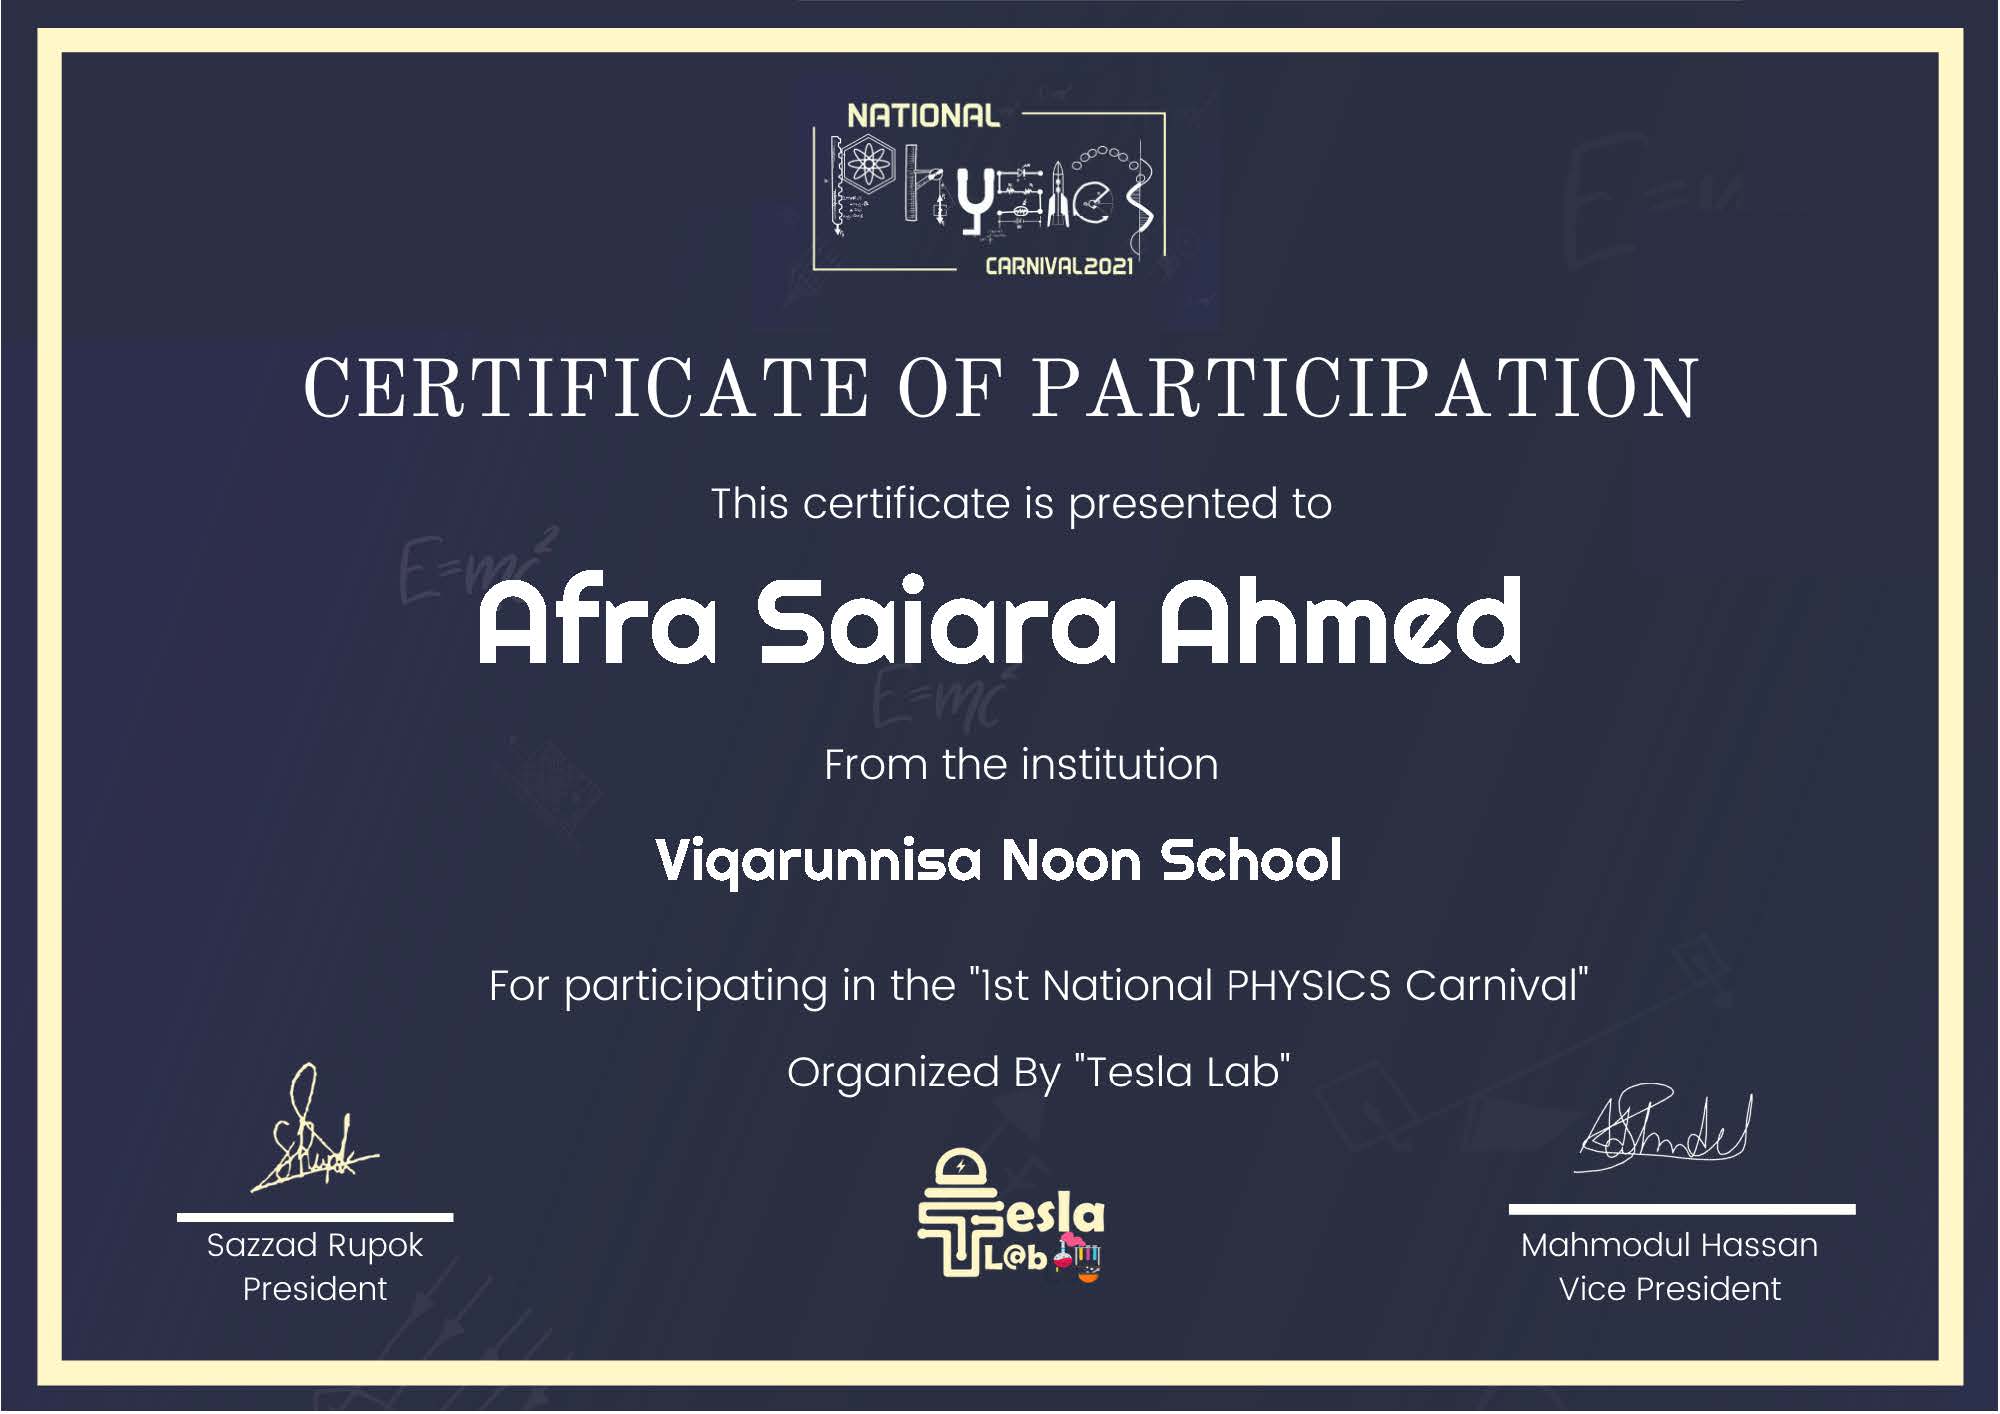 NATIONAL
Physics
CARNIVAL2021
CERTIFICATE OF PARTICIPATION
This certificate is presented to
E=mc²
Afra Saiara Ahmed
E=mc²
From the institution
Viqarunnisa Noon School
For participating in the "1st National PHYSICS Carnival"
Organized By "Tesla Lab"
Tesla
L@b
Sazzad Rupok
President
Mahmodul Hassan
Vice President